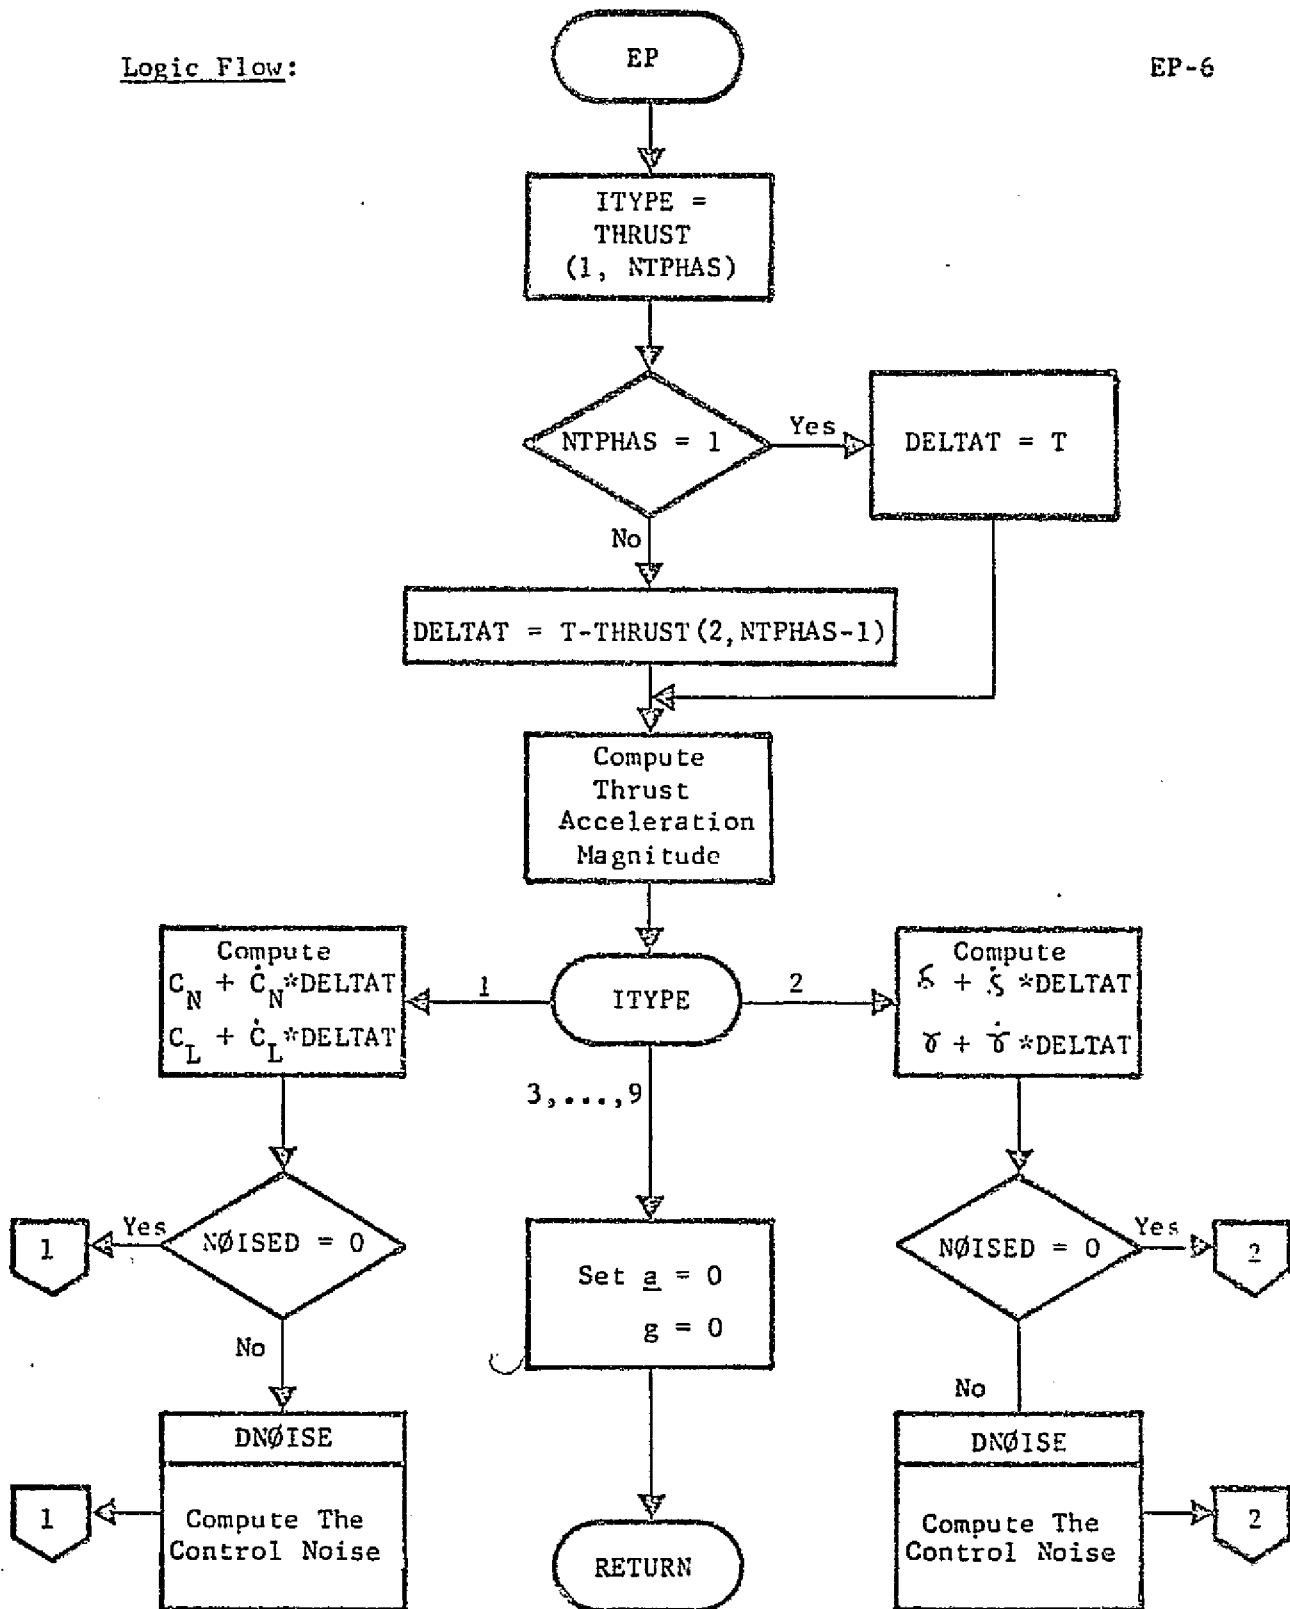 Logic Flow:
EP-6
EP
ITYPE =
THRUST
(1, NTPHAS)
NTPHAS = 1
Yes
DELTAT = T
No
DELTAT = T-THRUST(2,NTPHAS-1)
Compute
Thrust
Acceleration
Magnitude
Compute
C_N + Ċ_N*DELTAT
C_L + Ċ_L*DELTAT
1
ITYPE
2
Compute
+ *DELTAT
γ + γ̇ *DELTAT
3,...,9
1
Yes
NØISED = 0
Set a = 0
g = 0
NØISED = 0
Yes
2
No
No
DNØISE
Compute The
Control Noise
1
RETURN
DNØISE
Compute The
Control Noise
2